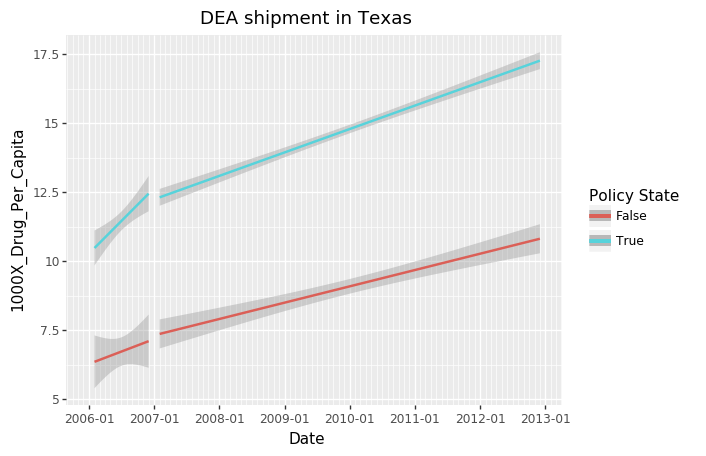 DEA shipment in Texas
1000X_Drug_Per_Capita
17.5
15
12.5
10
7.5
5
2006-01 2007-01 2008-01 2009-01 2010-01 2011-01 2012-01 2013-01
Date
Policy State
False
True